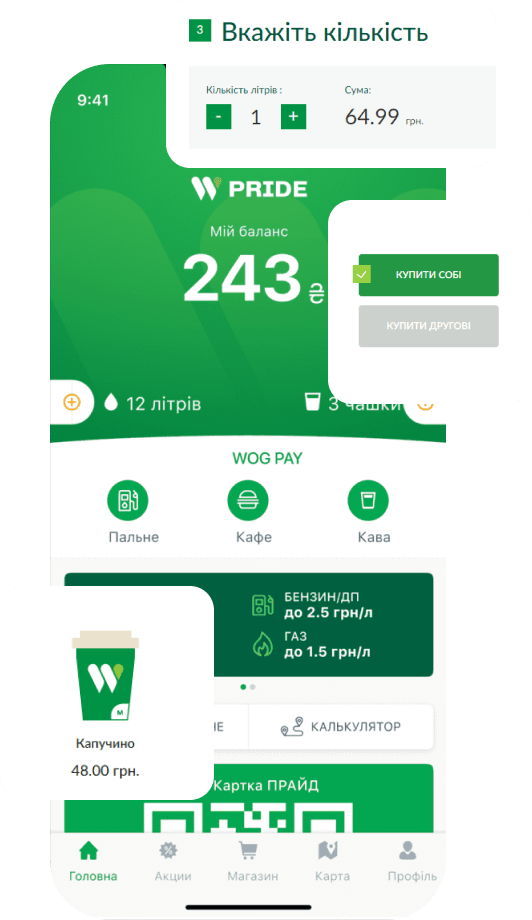 3 Вкажіть кількість
Кількість літрів :
Сума:
- 1 +
64.99 грн.
9:41
W PRIDE
Мій баланс
243 ₴
КУПИТИ СОБІ
КУПИТИ ДРУГОВІ
12 літрів
3 чашки
WOG PAY
Пальне
Кафе
Кава
БЕНЗИН/ДП
до 2.5 грн/л
ГАЗ
до 1.5 грн/л
W
M
Капучино
48.00 грн.
КАЛЬКУЛЯТОР
Картка ПРАЙД
Головна
Акции
Магазин
Карта
Профіль